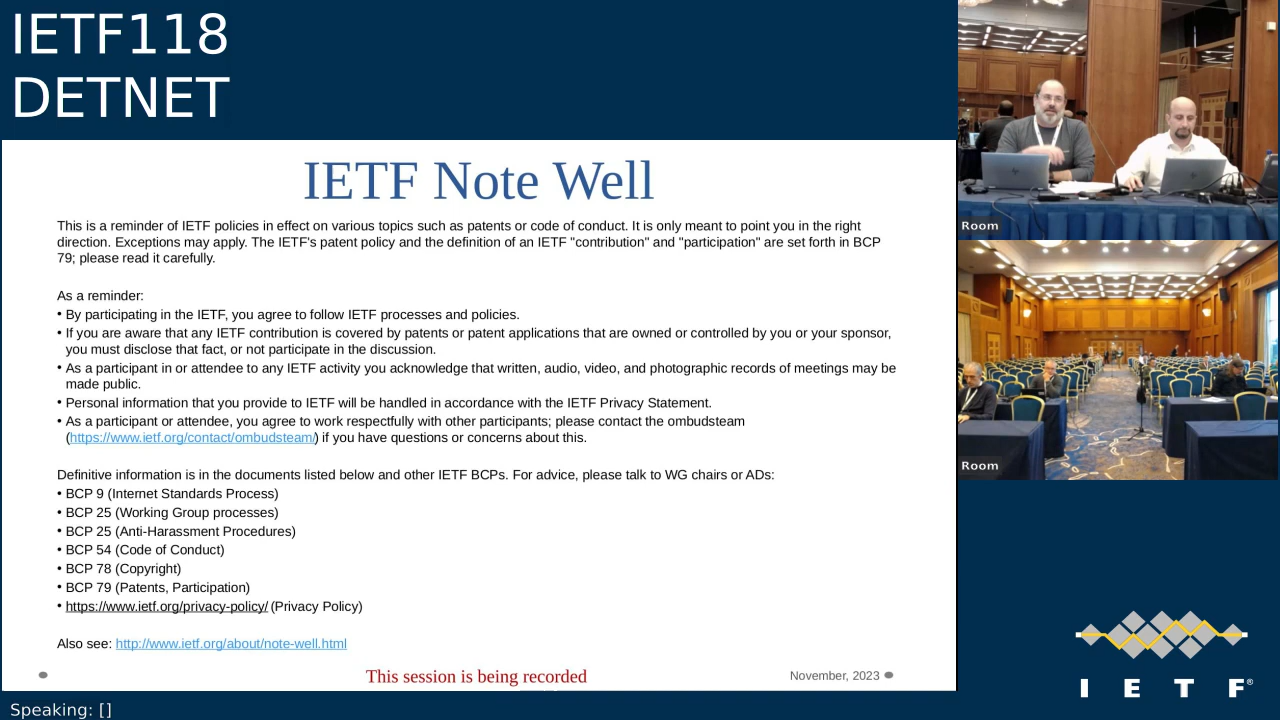 IETF118
DETNET
IETF Note Well
This is a reminder of IETF policies in effect on various topics such as patents or code of conduct. It is only meant to point you in the right
direction. Exceptions may apply. The IETF's patent policy and the definition of an IETF "contribution" and "participation" are set forth in BCP
79; please read it carefully.
As a reminder:
• By participating in the IETF, you agree to follow IETF processes and policies.
• If you are aware that any IETF contribution is covered by patents or patent applications that are owned or controlled by you or your sponsor,
you must disclose that fact, or not participate in the discussion.
• As a participant in or attendee to any IETF activity you acknowledge that written, audio, video, and photographic records of meetings may be
made public.
• Personal information that you provide to IETF will be handled in accordance with the IETF Privacy Statement.
• As a participant or attendee, you agree to work respectfully with other participants; please contact the ombudsteam
(https://www.ietf.org/contact/ombudsteam/) if you have questions or concerns about this.
Definitive information is in the documents listed below and other IETF BCPs. For advice, please talk to WG chairs or ADs:
• BCP 9 (Internet Standards Process)
• BCP 25 (Working Group processes)
• BCP 25 (Anti-Harassment Procedures)
• BCP 54 (Code of Conduct)
• BCP 78 (Copyright)
• BCP 79 (Patents, Participation)
• https://www.ietf.org/privacy-policy/ (Privacy Policy)
Also see: http://www.ietf.org/about/note-well.html
This session is being recorded
November, 2023
Room
Room
I E T F®
Speaking: []